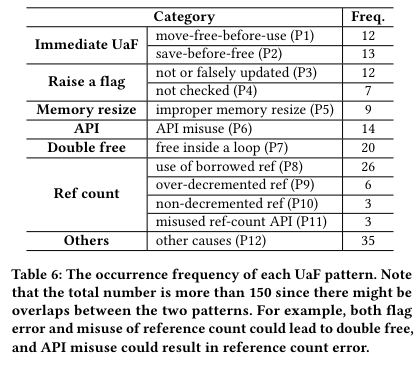 Category Freq.
Immediate UaF move-free-before-use (P1) 12
save-before-free (P2) 13
Raise a flag not or falsely updated (P3) 12
not checked (P4) 7
Memory resize improper memory resize (P5) 9
API API misuse (P6) 14
Double free free inside a loop (P7) 20
Ref count use of borrowed ref (P8) 26
over-decremented ref (P9) 6
non-decremented ref (P10) 3
misused ref-count API (P11) 3
Others other causes (P12) 35
Table 6: The occurrence frequency of each UaF pattern. Note
that the total number is more than 150 since there might be
overlaps between the two patterns. For example, both flag
error and misuse of reference count could lead to double free,
and API misuse could result in reference count error.